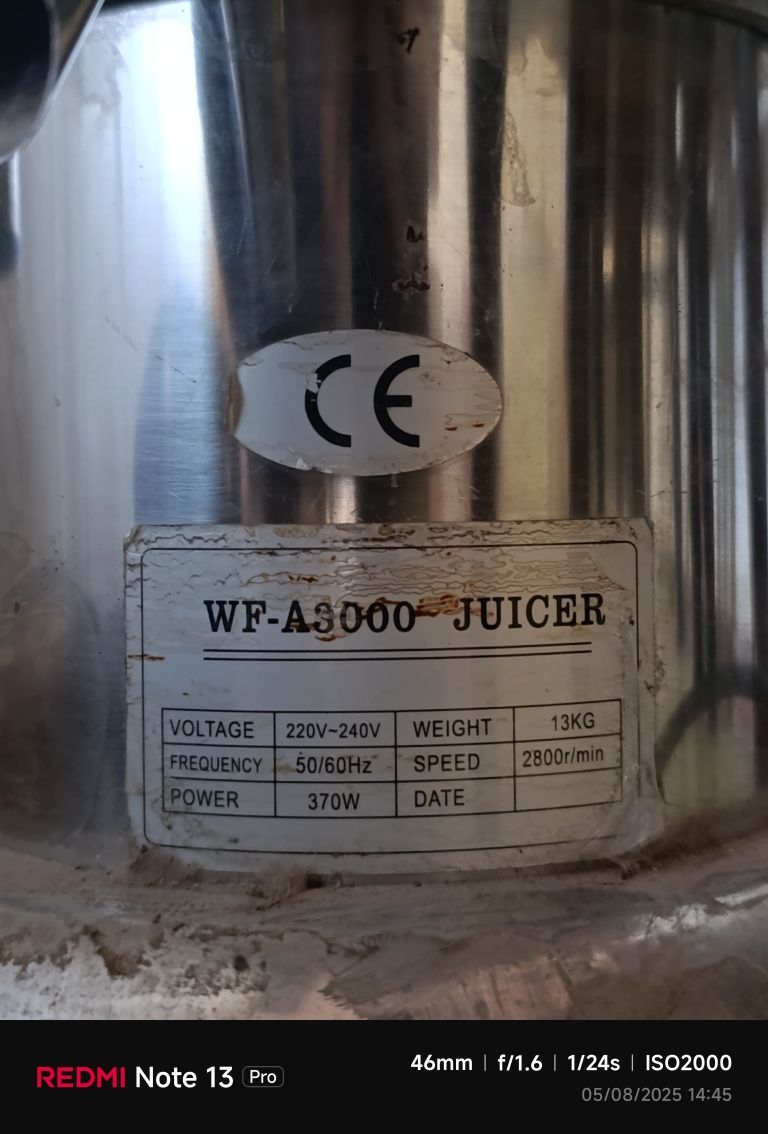 CE
WF-A3000 JUICER
VOLTAGE 220V~240V WEIGHT 13KG
FREQUENCY 50/60Hz SPEED 2800r/min
POWER 370W DATE
REDMI Note 13 Pro
46mm | f/1.6 | 1/24s | ISO2000
05/08/2025 14:45